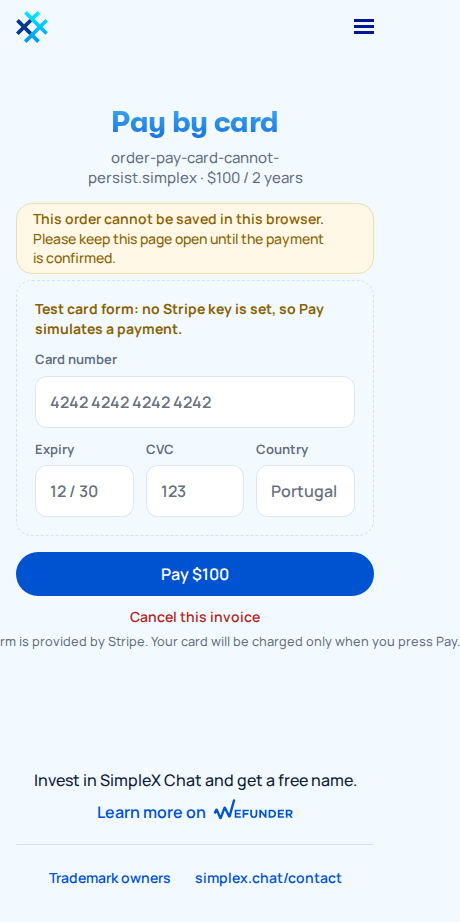 Pay by card
order-pay-card-cannot-
persist.simplex · $100 / 2 years
This order cannot be saved in this browser.
Please keep this page open until the payment
is confirmed.
Test card form: no Stripe key is set, so Pay
simulates a payment.
Card number
4242 4242 4242 4242
Expiry
CVC
Country
12 / 30
123
Portugal
Pay $100
Cancel this invoice
rm is provided by Stripe. Your card will be charged only when you press Pay.
Invest in SimpleX Chat and get a free name.
Learn more on WEFUNDER
Trademark owners
simplex.chat/contact